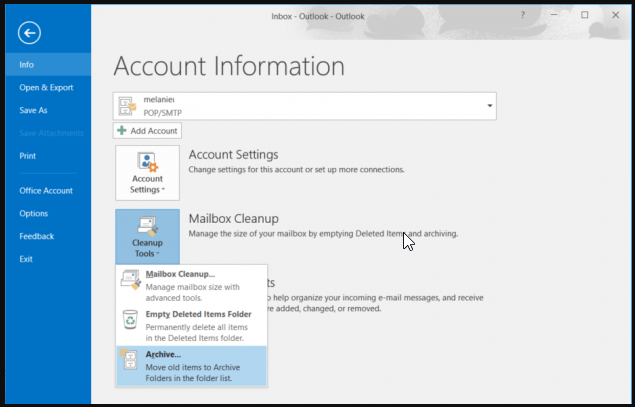 Inbox - Outlook - Outlook
?
Info
Open & Export
Save As
Save Attachments
Print
Office Account
Options
Feedback
Exit
Account Information
POP/SMTP
Add Account
Account
Settings
Account Settings
Change settings for this account or set up more connections.
Cleanup
Tools
Mailbox Cleanup
Manage the size of your mailbox by emptying Deleted Items and archiving.
Mailbox Cleanup...
Manage mailbox size with
advanced tools.
Empty Deleted Items Folder
Permanently delete all items
in the Deleted Items folder.
Archive...
Move old items to Archive
Folders in the folder list.
ts
o help organize your incoming e-mail messages, and receive
re added, changed, or removed.